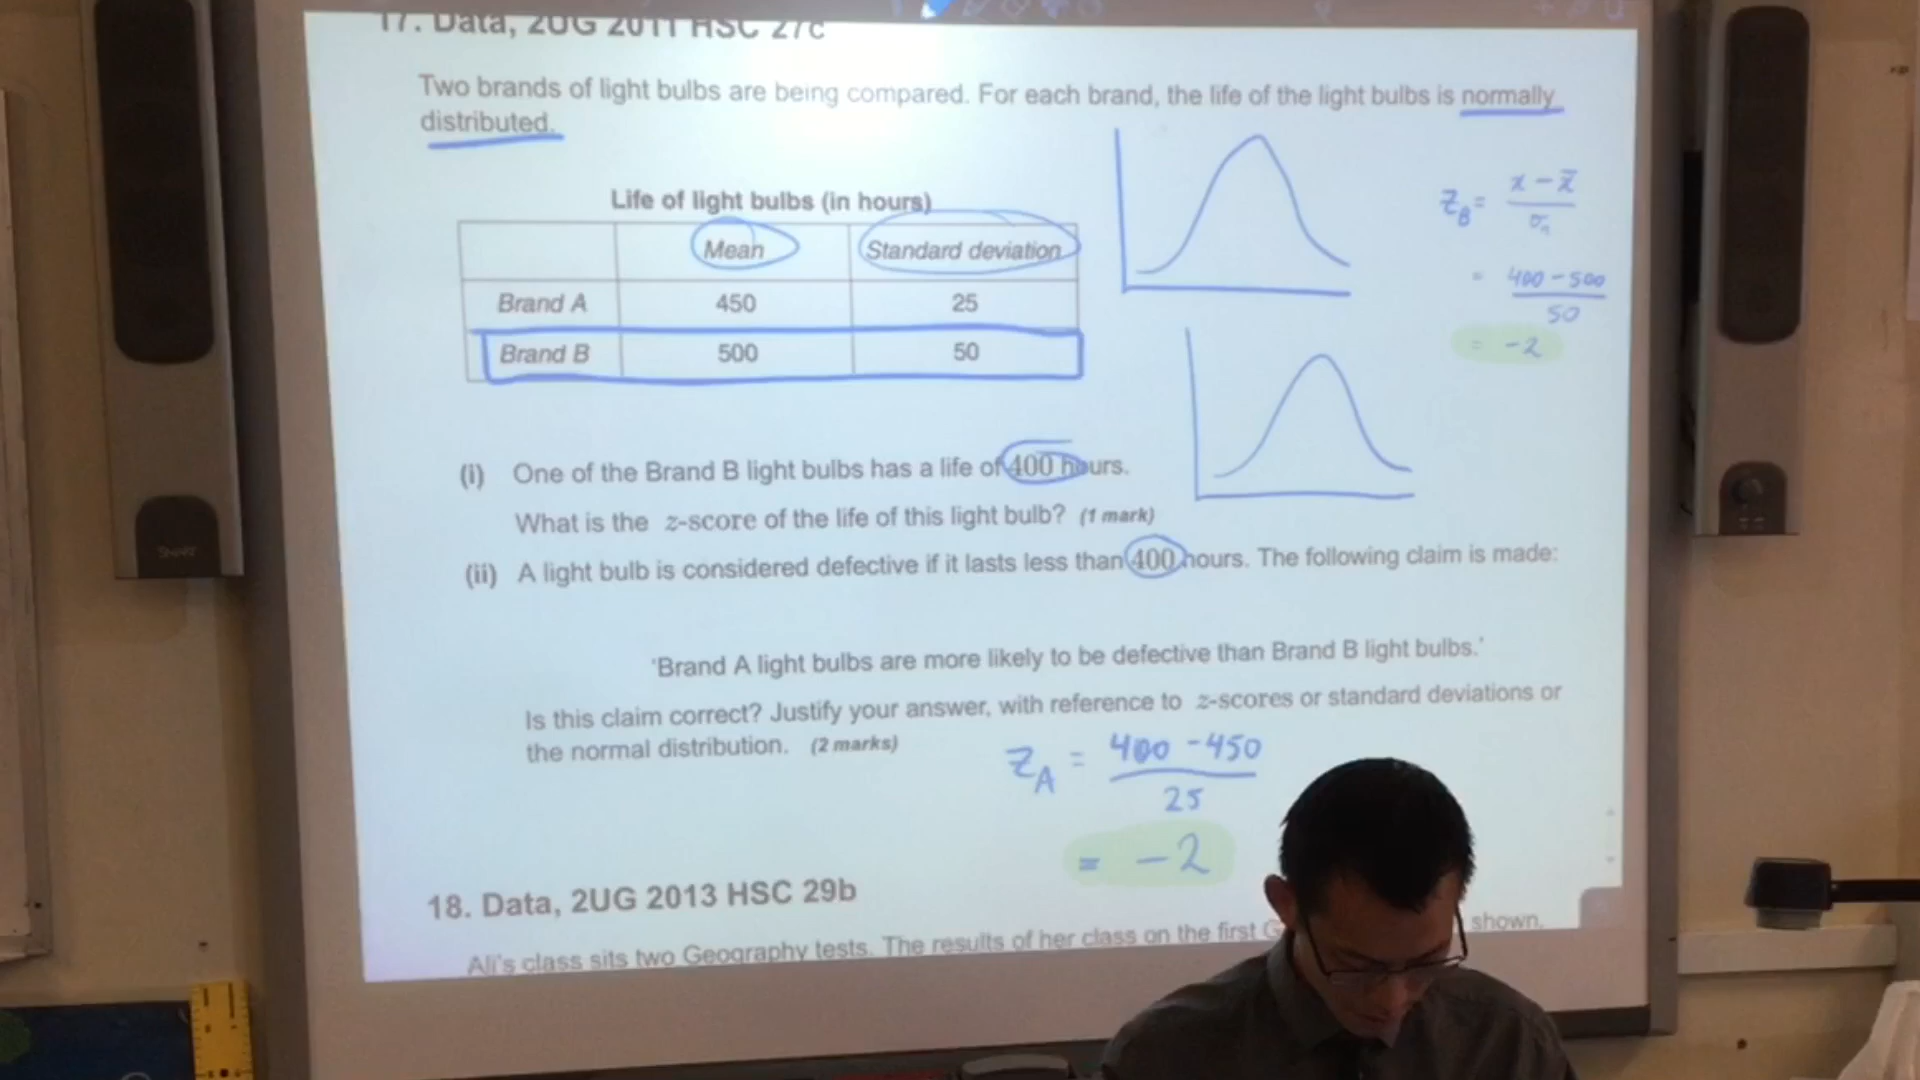 17. Data, 2UG 2011 HSC 27c
Two brands of light bulbs are being compared. For each brand, the life of the light bulbs is normally
distributed.
Life of light bulbs (in hours)
Mean Standard deviation
Brand A 450 25
Brand B 500 50
Z_B = x - x̄ / σn
= 400 - 500 / 50
= -2
(i) One of the Brand B light bulbs has a life of 400 hours.
What is the z-score of the life of this light bulb? (1 mark)
(ii) A light bulb is considered defective if it lasts less than 400 hours. The following claim is made:
'Brand A light bulbs are more likely to be defective than Brand B light bulbs.'
Is this claim correct? Justify your answer, with reference to z-scores or standard deviations or
the normal distribution. (2 marks)
Z_A = 400 - 450 / 25
= -2
18. Data, 2UG 2013 HSC 29b
Ali's class sits two Geography tests. The results of her class on the first shown.
SMART